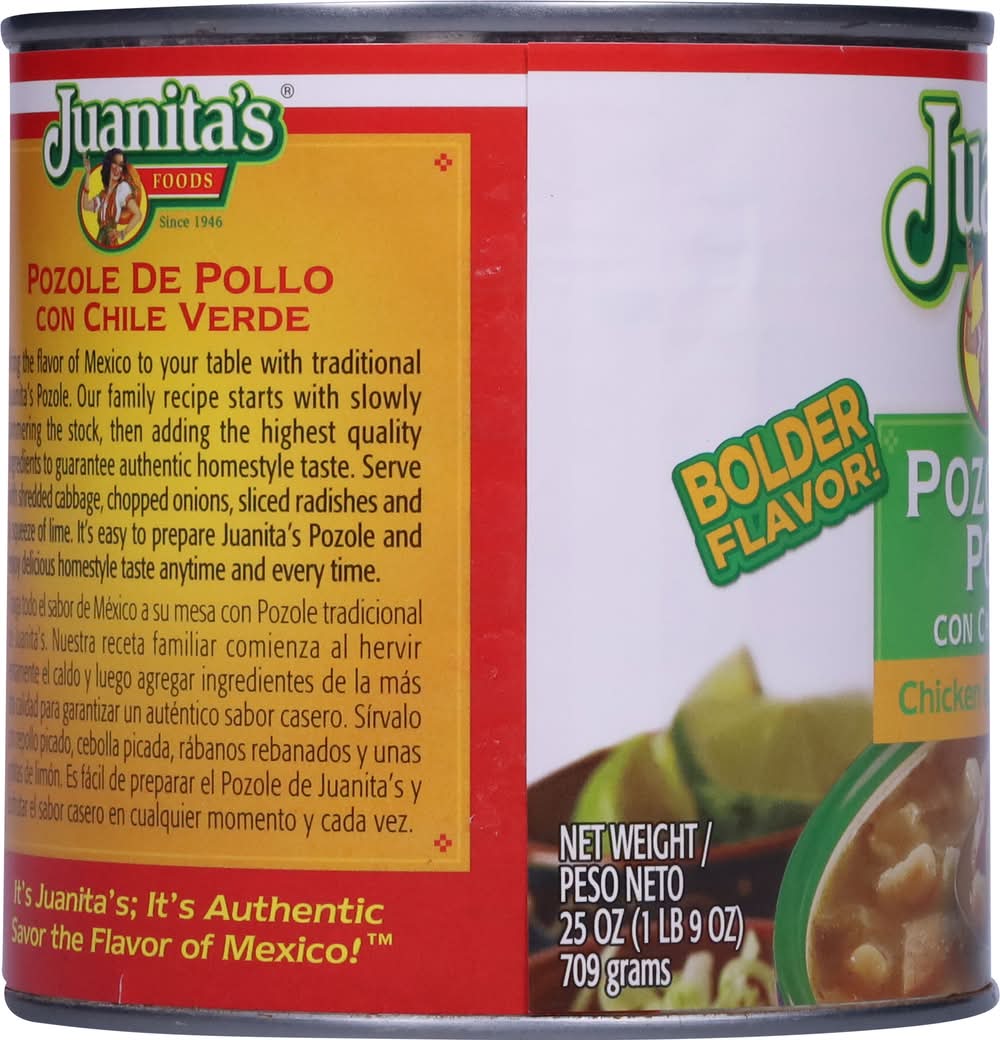 Juanita's®
FOODS
Since 1946
POZOLE DE POLLO
CON CHILE VERDE
the flavor of Mexico to your table with traditional
Pozole. Our family recipe starts with slowly
the stock, then adding the highest quality
to guarantee authentic homestyle taste. Serve
shredded cabbage, chopped onions, sliced radishes and
of lime. It's easy to prepare Juanita's Pozole and
delicious homestyle taste anytime and every time.
todo el sabor de México a su mesa con Pozole tradicional
Juanita's. Nuestra receta familiar comienza al hervir
el caldo y luego agregar ingredientes de la más
calidad para garantizar un auténtico sabor casero. Sírvalo
repollo picado, cebolla picada, rábanos rebanados y unas
de limón. Es fácil de preparar el Pozole de Juanita's y
el sabor casero en cualquier momento y cada vez.
It's Juanita's; It's Authentic
Savor the Flavor of Mexico!™
BOLDER
FLAVOR!
CON
Chicken
NET WEIGHT /
PESO NETO
25 OZ (1 LB 9 OZ)
709 grams